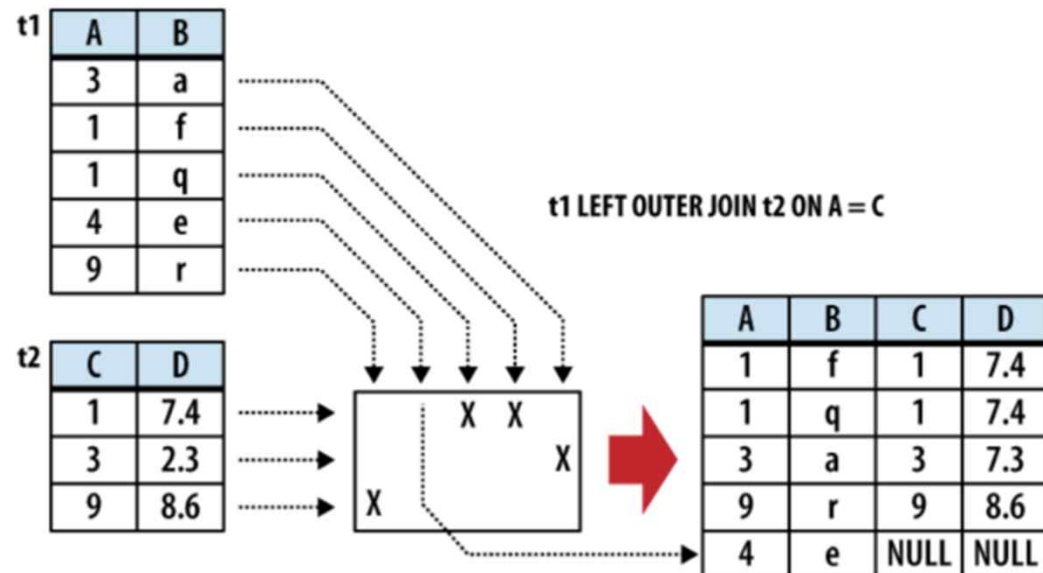 t1
A B
3 a
1 f
1 q
4 e
9 r
t1 LEFT OUTER JOIN t2 ON A = C
t2
C D
1 7.4
3 2.3
9 8.6
X X
X
X
A B C D
1 f 1 7.4
1 q 1 7.4
3 a 3 7.3
9 r 9 8.6
4 e NULL NULL